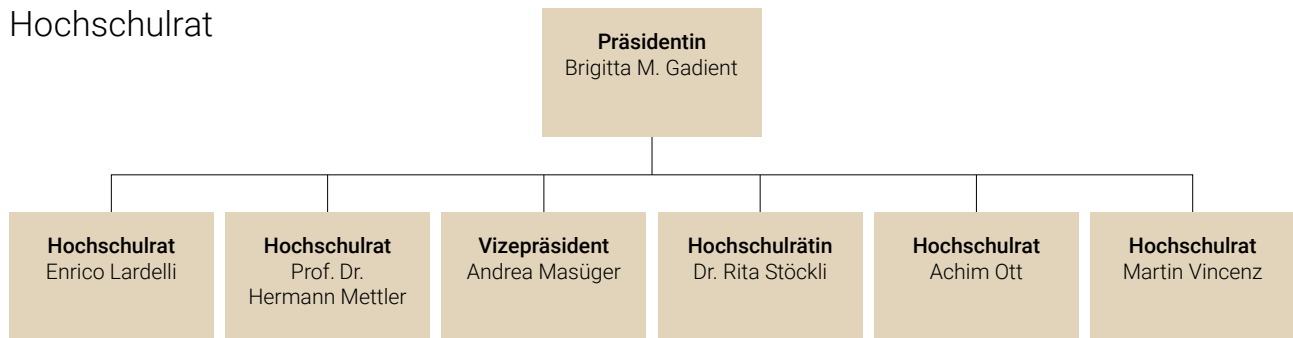 Hochschulrat
Präsidentin
Brigitta M. Gadient
Hochschulrat
Enrico Lardelli
Hochschulrat
Prof. Dr.
Hermann Mettler
Vizepräsident
Andrea Masüger
Hochschulrätin
Dr. Rita Stöckli
Hochschulrat
Achim Ott
Hochschulrat
Martin Vincenz